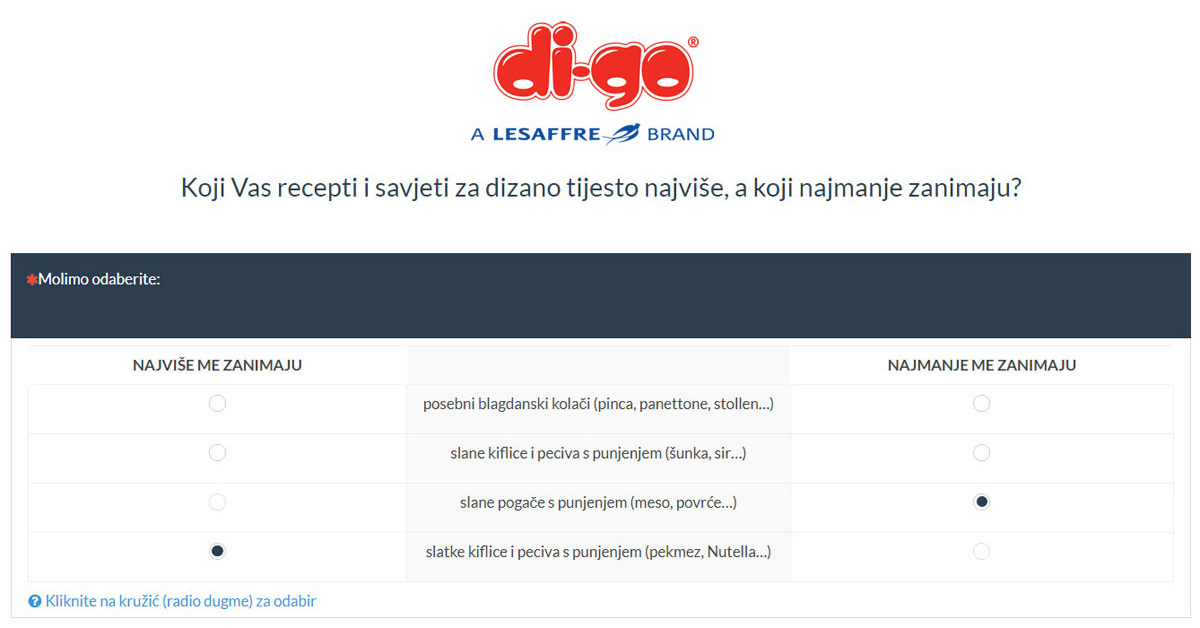 di-go®
A LESAFFRE BRAND
Koji Vas recepti i savjeti za dizano tijesto najviše, a koji najmanje zanimaju?
*Molimo odaberite:
NAJVIŠE ME ZANIMAJU NAJMANJE ME ZANIMAJU
posebni blagdanski kolači (pinca, panettone, stollen...)
slane kiflice i peciva s punjenjem (šunka, sir...)
slane pogače s punjenjem (meso, povrće...)
slatke kiflice i peciva s punjenjem (pekmez, Nutella...)
? Kliknite na kružić (radio dugme) za odabir